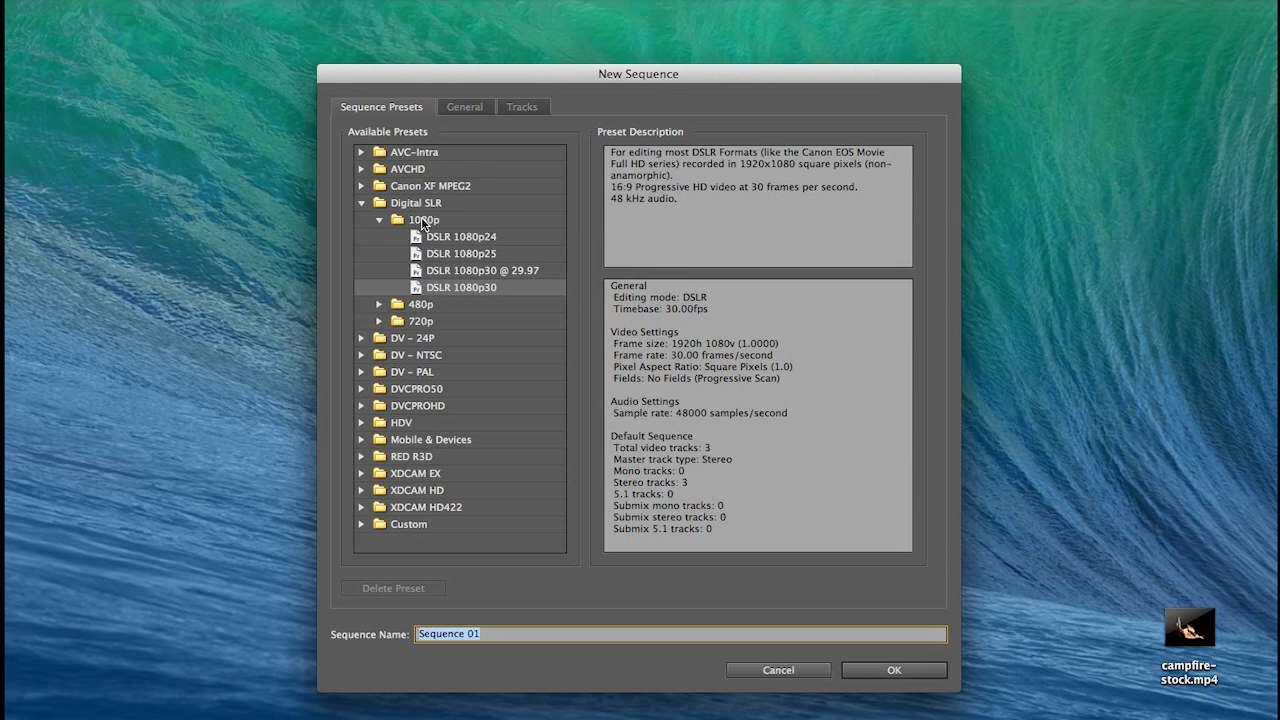 New Sequence
Sequence Presets
General
Tracks
Available Presets
AVC-Intra
AVCHD
Canon XF MPEG2
Digital SLR
1080p
DSLR 1080p24
DSLR 1080p25
DSLR 1080p30 @ 29.97
DSLR 1080p30
480p
720p
DV - 24P
DV - NTSC
DV - PAL
DVCPRO50
DVCPROHD
HDV
Mobile & Devices
RED R3D
XDCAM EX
XDCAM HD
XDCAM HD422
Custom
Delete Preset
Preset Description
For editing most DSLR Formats (like the Canon EOS Movie
Full HD series) recorded in 1920x1080 square pixels (non-
anamorphic).
16:9 Progressive HD video at 30 frames per second.
48 kHz audio.
General
Editing mode: DSLR
Timebase: 30.00fps
Video Settings
Frame size: 1920h 1080v (1.0000)
Frame rate: 30.00 frames/second
Pixel Aspect Ratio: Square Pixels (1.0)
Fields: No Fields (Progressive Scan)
Audio Settings
Sample rate: 48000 samples/second
Default Sequence
Total video tracks: 3
Master track type: Stereo
Mono tracks: 0
Stereo tracks: 3
5.1 tracks: 0
Submix mono tracks: 0
Submix stereo tracks: 0
Submix 5.1 tracks: 0
Sequence Name: Sequence 01
Cancel
OK
campfire-
stock.mp4